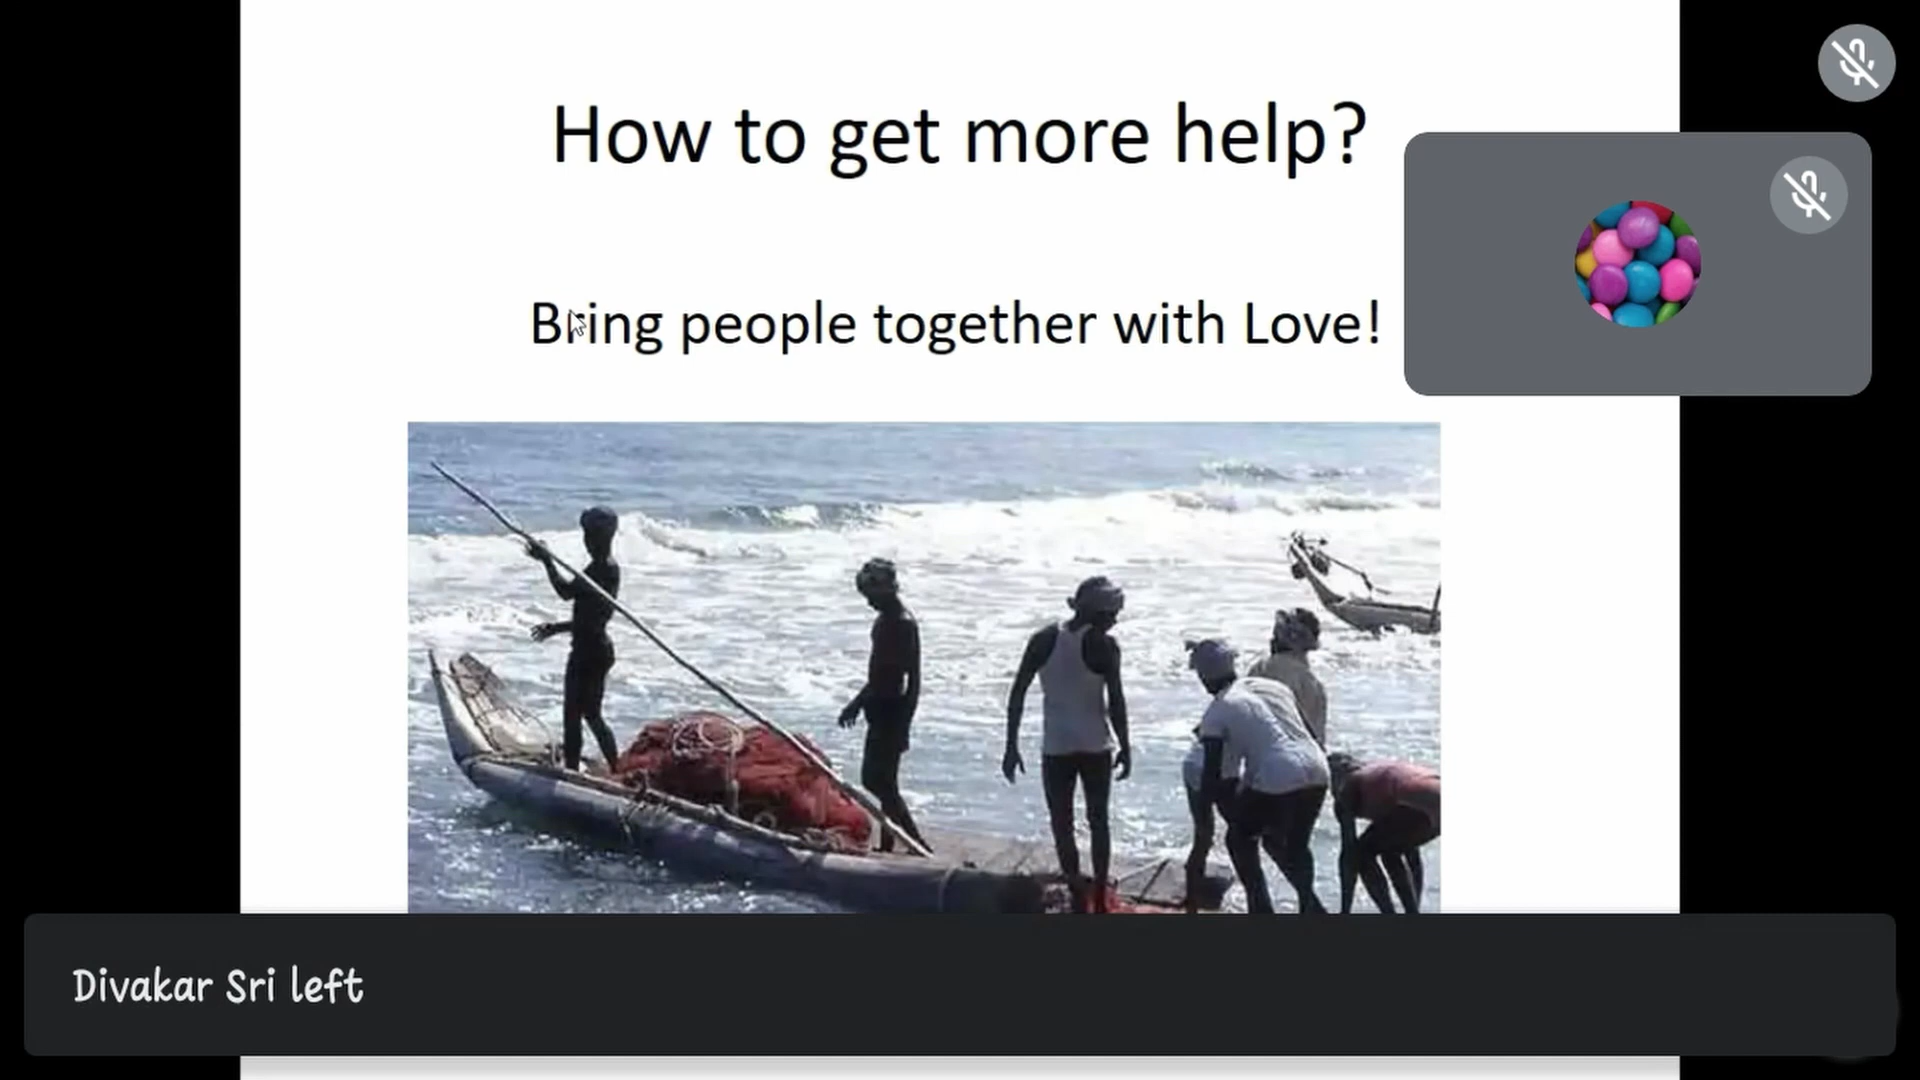 How to get more help?
Bring people together with Love!
Divakar Sri left